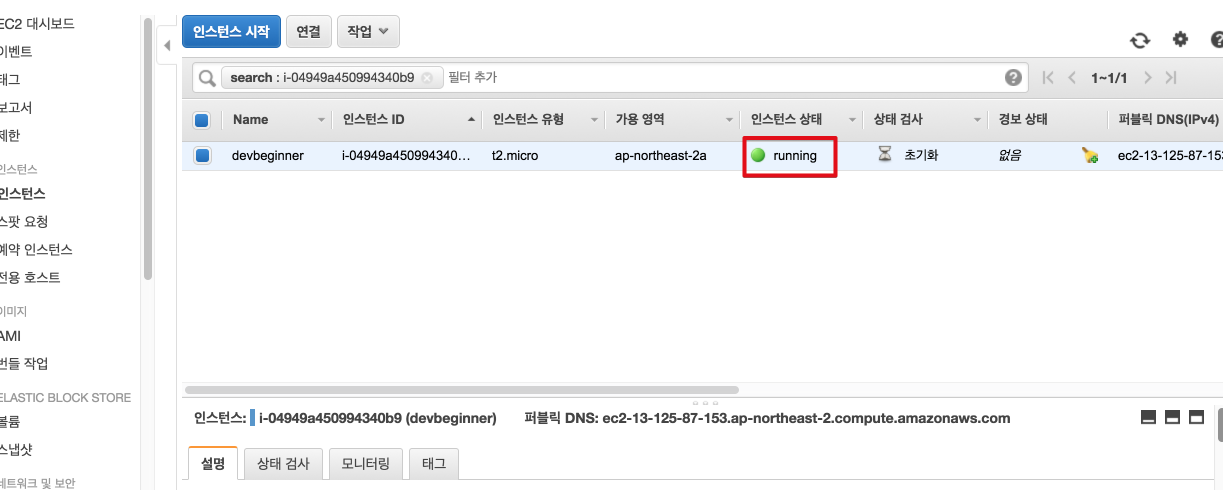 EC2 대시보드
이벤트
태그
보고서
제한
인스턴스
인스턴스
스팟 요청
예약 인스턴스
전용 호스트
이미지
AMI
번들 작업
ELASTIC BLOCK STORE
볼륨
스냅샷
네트워크 및 보안
인스턴스 시작 연결 작업
search : i-04949a450994340b9 필터 추가 1~1/1
Name 인스턴스 ID 인스턴스 유형 가용 영역 인스턴스 상태 상태 검사 경보 상태 퍼블릭 DNS(IPv4)
devbeginner i-04949a450994340... t2.micro ap-northeast-2a running 초기화 없음 ec2-13-125-87-153
인스턴스: i-04949a450994340b9 (devbeginner) 퍼블릭 DNS: ec2-13-125-87-153.ap-northeast-2.compute.amazonaws.com
설명 상태 검사 모니터링 태그